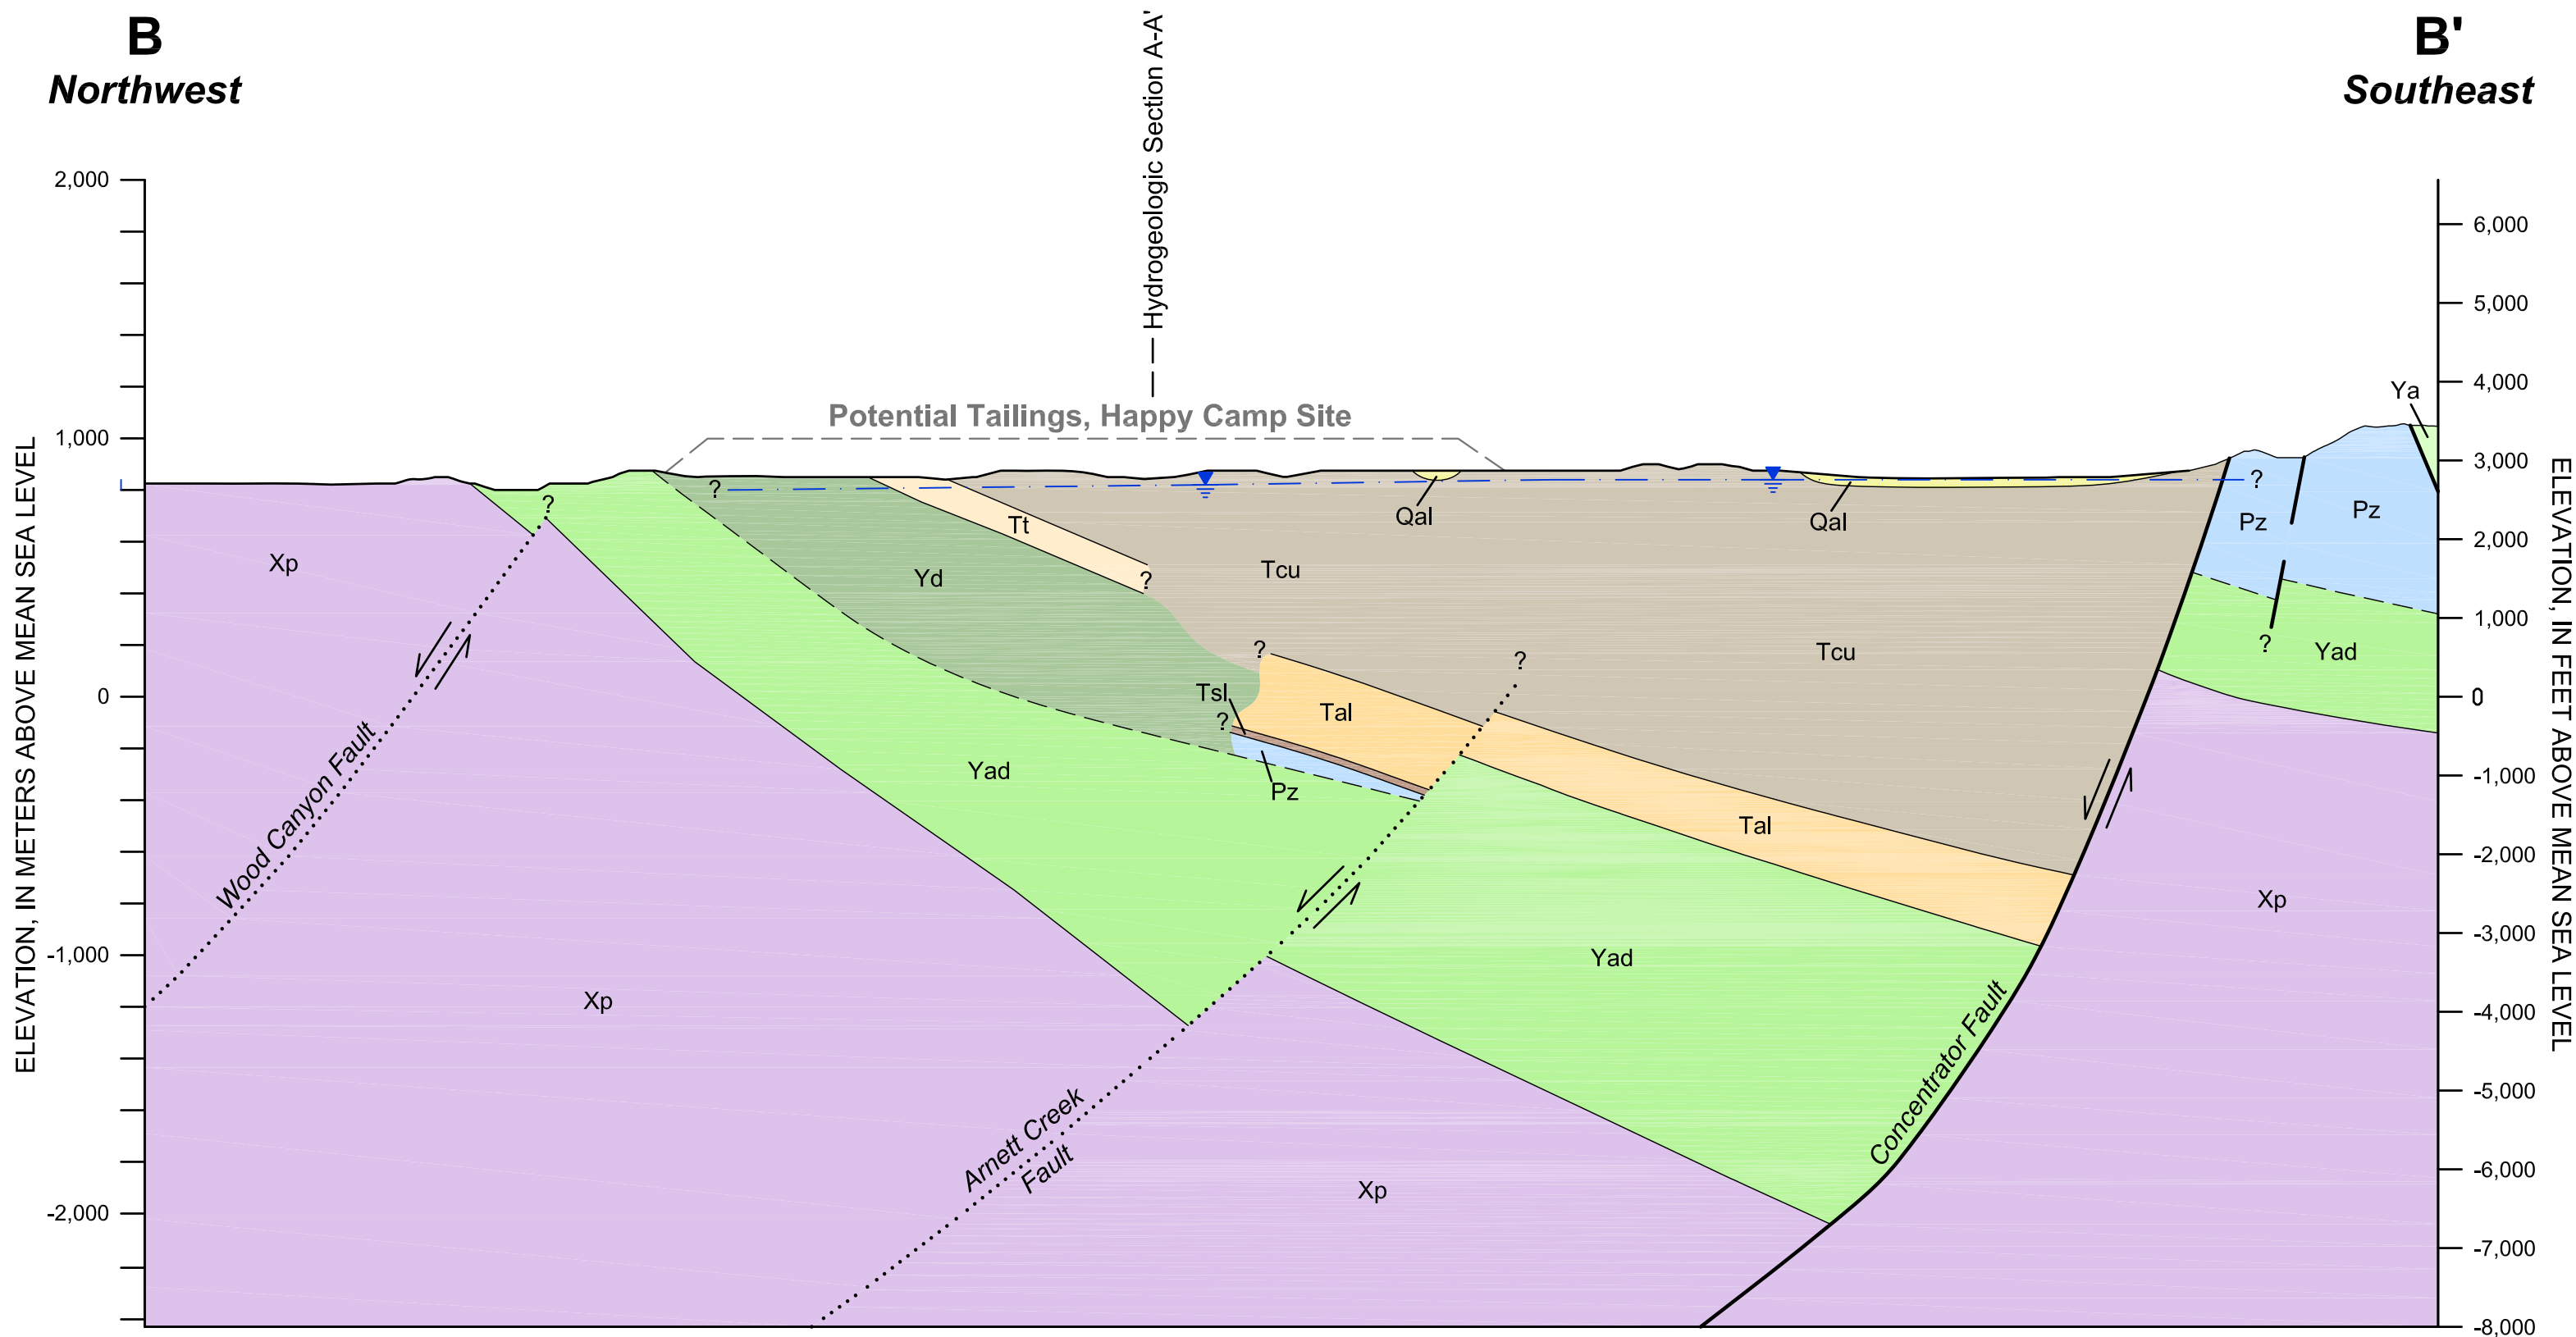 B
Northwest
B'
Southeast
Hydrogeologic Section A-A'
2,000
1,000
0
-1,000
-2,000
ELEVATION, IN METERS ABOVE MEAN SEA LEVEL
6,000
5,000
4,000
3,000
2,000
1,000
0
-1,000
-2,000
-3,000
-4,000
-5,000
-6,000
-7,000
-8,000
ELEVATION, IN FEET ABOVE MEAN SEA LEVEL
Potential Tailings, Happy Camp Site
Ya
?
?
?
Qal
Qal
Pz
Pz
Tt
Xp
Yd
?
Tcu
?
?
Tcu
?
Yad
Tsl
?
Tal
Yad
Pz
Tal
Wood Canyon Fault
Xp
Yad
Xp
Concentrator Fault
Arnett Creek
Fault
Xp